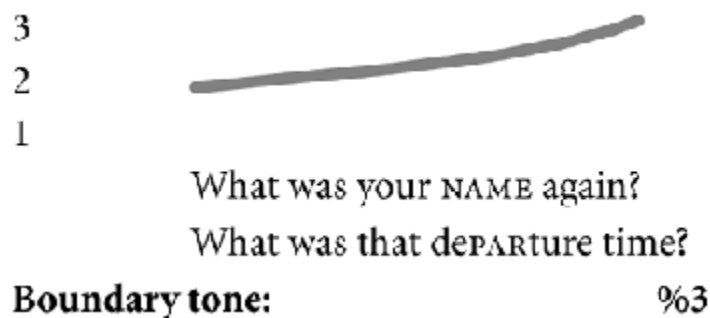 3
2
1
What was your NAME again?
What was that dePARture time?
Boundary tone: %3